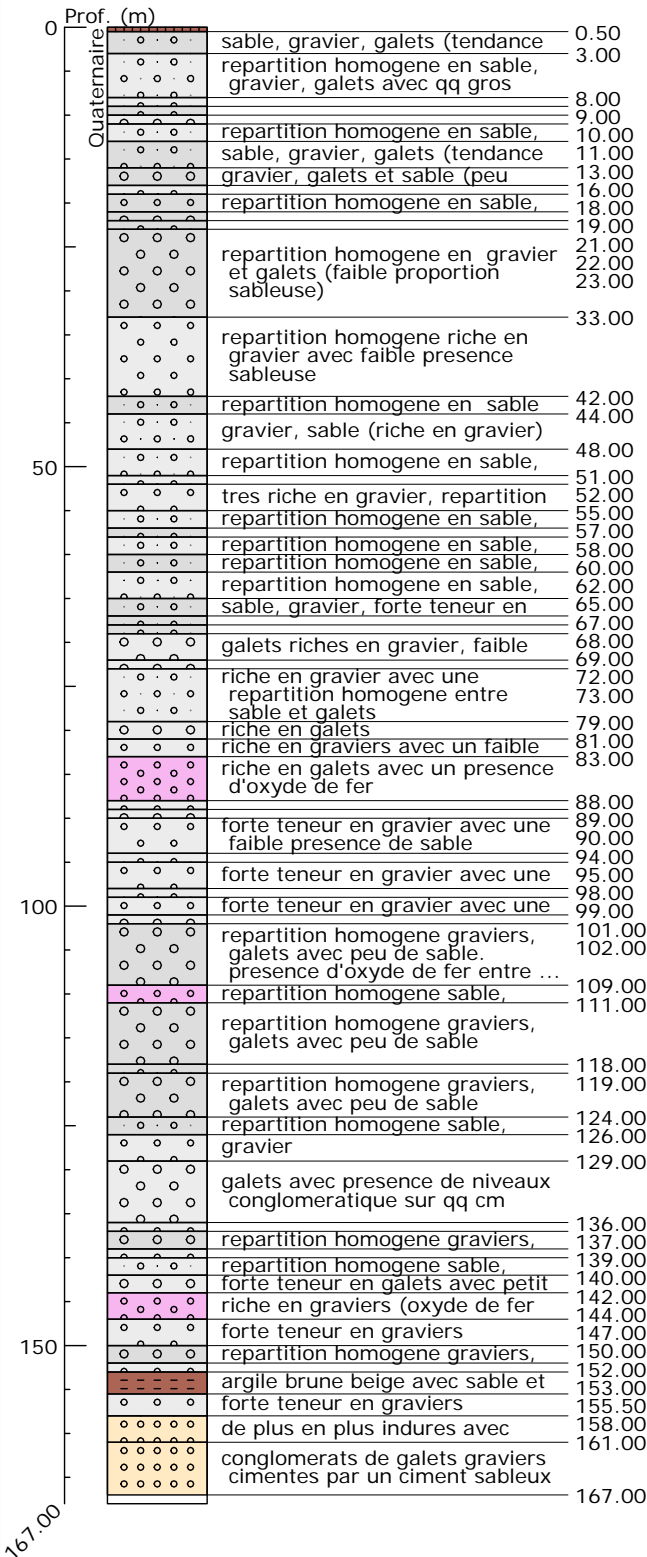 Prof. (m)
0
Quaternaire
0.50
sable, gravier, galets (tendance
3.00
repartition homogene en sable,
gravier, galets avec qq gros
8.00
9.00
repartition homogene en sable,
10.00
sable, gravier, galets (tendance
11.00
gravier, galets et sable (peu
13.00
16.00
repartition homogene en sable,
18.00
19.00
21.00
repartition homogene en  gravier
et galets (faible proportion
sableuse)
22.00
23.00
33.00
repartition homogene riche en
gravier avec faible presence
sableuse
42.00
repartition homogene en  sable
44.00
gravier, sable (riche en gravier)
48.00
50
repartition homogene en sable,
51.00
tres riche en gravier, repartition
52.00
55.00
repartition homogene en sable,
57.00
repartition homogene en sable,
58.00
repartition homogene en sable,
60.00
repartition homogene en sable,
62.00
sable, gravier, forte teneur en
65.00
67.00
galets riches en gravier, faible
68.00
69.00
riche en gravier avec une
repartition homogene entre
sable et galets
72.00
73.00
79.00
riche en galets
81.00
riche en graviers avec un faible
83.00
riche en galets avec un presence
d'oxyde de fer
88.00
89.00
forte teneur en gravier avec une
faible presence de sable
90.00
94.00
forte teneur en gravier avec une
95.00
98.00
100
forte teneur en gravier avec une
99.00
101.00
repartition homogene graviers,
galets avec peu de sable.
presence d'oxyde de fer entre ...
102.00
109.00
repartition homogene sable,
111.00
repartition homogene graviers,
galets avec peu de sable
118.00
119.00
repartition homogene graviers,
galets avec peu de sable
124.00
repartition homogene sable,
126.00
gravier
129.00
galets avec presence de niveaux
conglomeratique sur qq cm
136.00
repartition homogene graviers,
137.00
139.00
repartition homogene sable,
140.00
forte teneur en galets avec petit
142.00
riche en graviers (oxyde de fer
144.00
forte teneur en graviers
147.00
150
repartition homogene graviers,
150.00
152.00
argile brune beige avec sable et
153.00
forte teneur en graviers
155.50
de plus en plus indures avec
158.00
161.00
conglomerats de galets graviers
cimentes par un ciment sableux
167.00
167.00